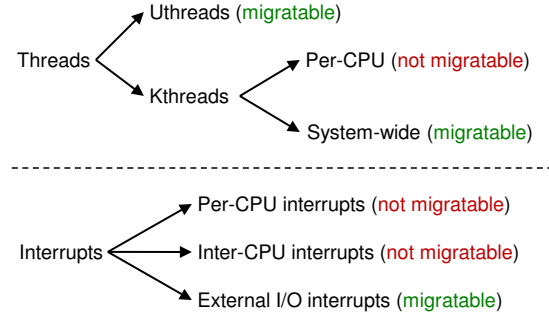 Uthreads (migratable)
Threads
Per-CPU (not migratable)
Kthreads
System-wide (migratable)
Per-CPU interrupts (not migratable)
Interrupts
Inter-CPU interrupts (not migratable)
External I/O interrupts (migratable)